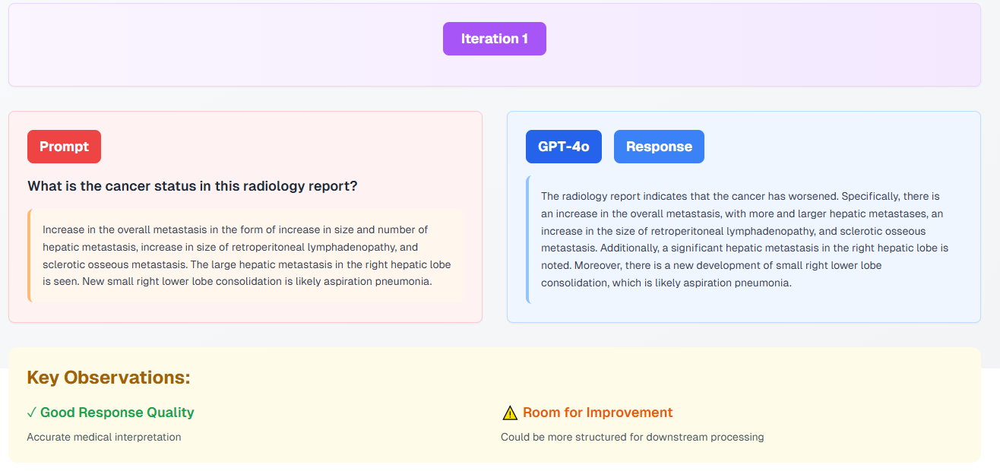 Iteration 1
Prompt
What is the cancer status in this radiology report?
Increase in the overall metastasis in the form of increase in size and number of
hepatic metastasis, increase in size of retroperitoneal lymphadenopathy, and
sclerotic osseous metastasis. The large hepatic metastasis in the right hepatic lobe
is seen. New small right lower lobe consolidation is likely aspiration pneumonia.
GPT-4o
Response
The radiology report indicates that the cancer has worsened. Specifically, there is
an increase in the overall metastasis, with more and larger hepatic metastases, an
increase in the size of retroperitoneal lymphadenopathy, and sclerotic osseous
metastasis. Additionally, a significant hepatic metastasis in the right hepatic lobe is
noted. Moreover, there is a new development of small right lower lobe
consolidation, which is likely aspiration pneumonia.
Key Observations:
✓ Good Response Quality
Accurate medical interpretation
⚠ Room for Improvement
Could be more structured for downstream processing